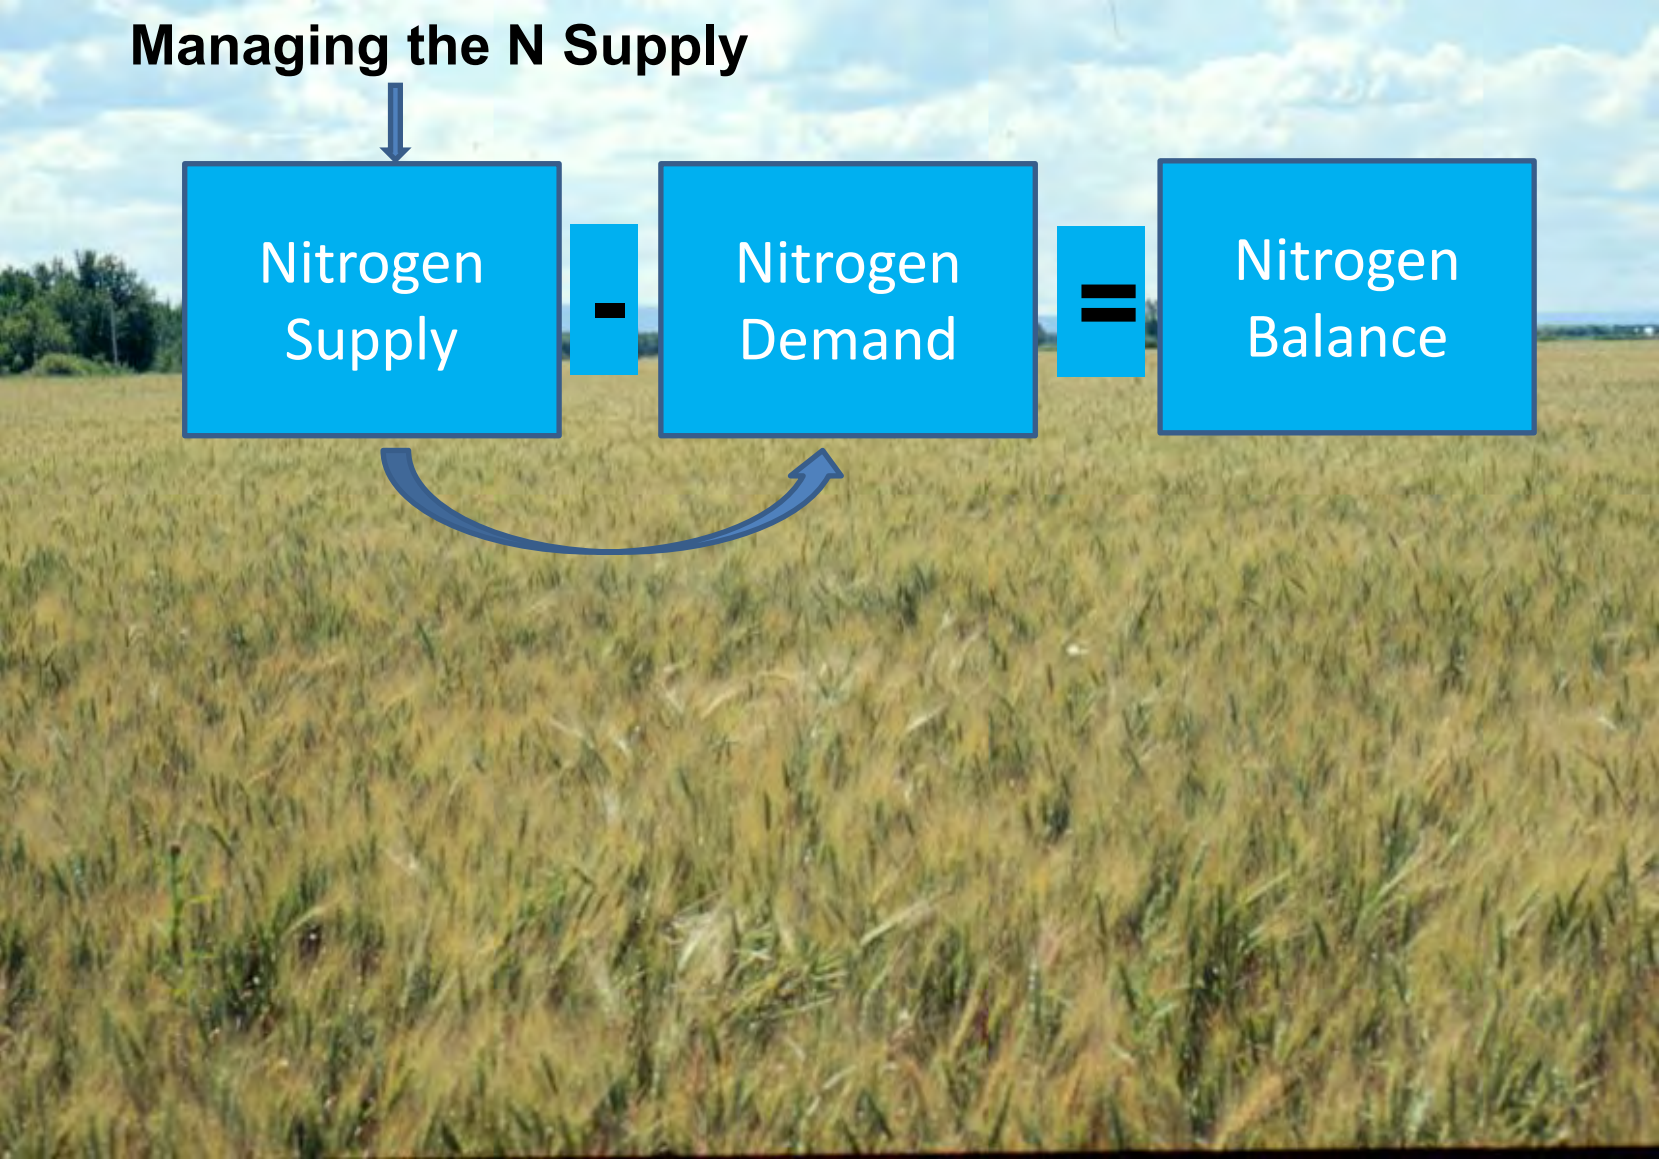 Managing the N Supply
Nitrogen
Supply
-
Nitrogen
Demand
=
Nitrogen
Balance